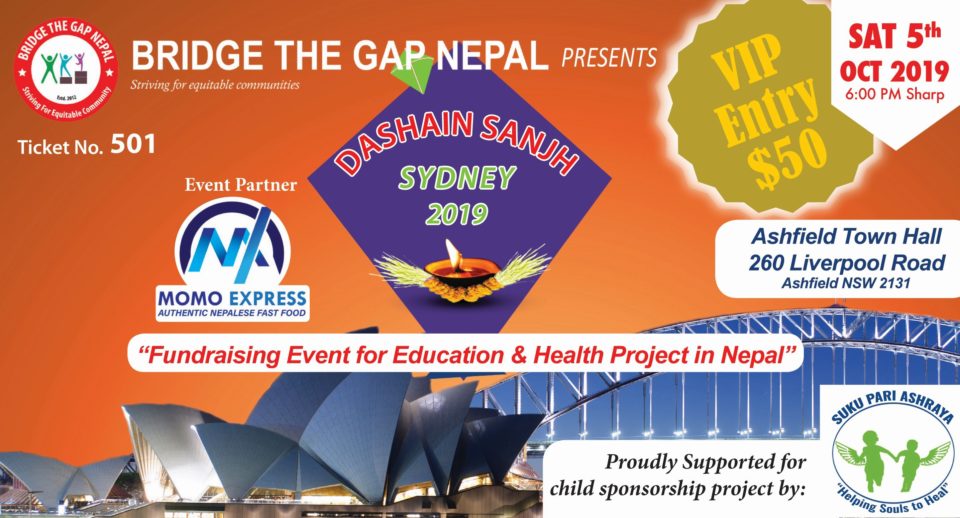 BRIDGE THE GAP NEPAL
Estd. 2012
Striving For Equitable Community
BRIDGE THE GAP NEPAL PRESENTS
Striving for equitable communities
Ticket No. 501
Event Partner
MOMO EXPRESS
AUTHENTIC NEPALESE FAST FOOD
DASHAIN SANJH
SYDNEY
2019
VIP
Entry
$50
SAT 5th
OCT 2019
6:00 PM Sharp
Ashfield Town Hall
260 Liverpool Road
Ashfield NSW 2131
“Fundraising Event for Education & Health Project in Nepal”
Proudly Supported for
child sponsorship project by:
SUKU PARI ASHRAYA
"Helping Souls to Heal"